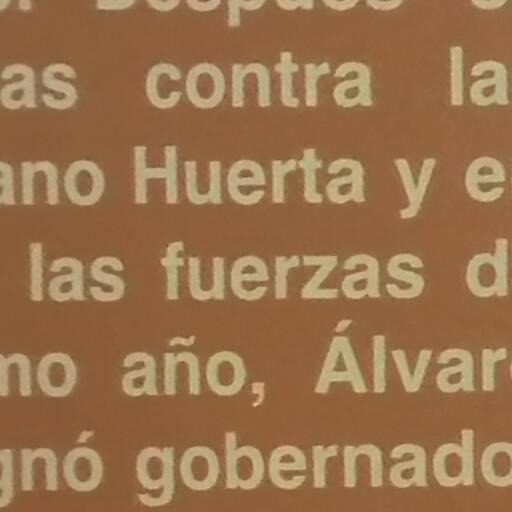 as contra la
ano Huerta y e
las fuerzas d
mo año, Álvar
gnó gobernado